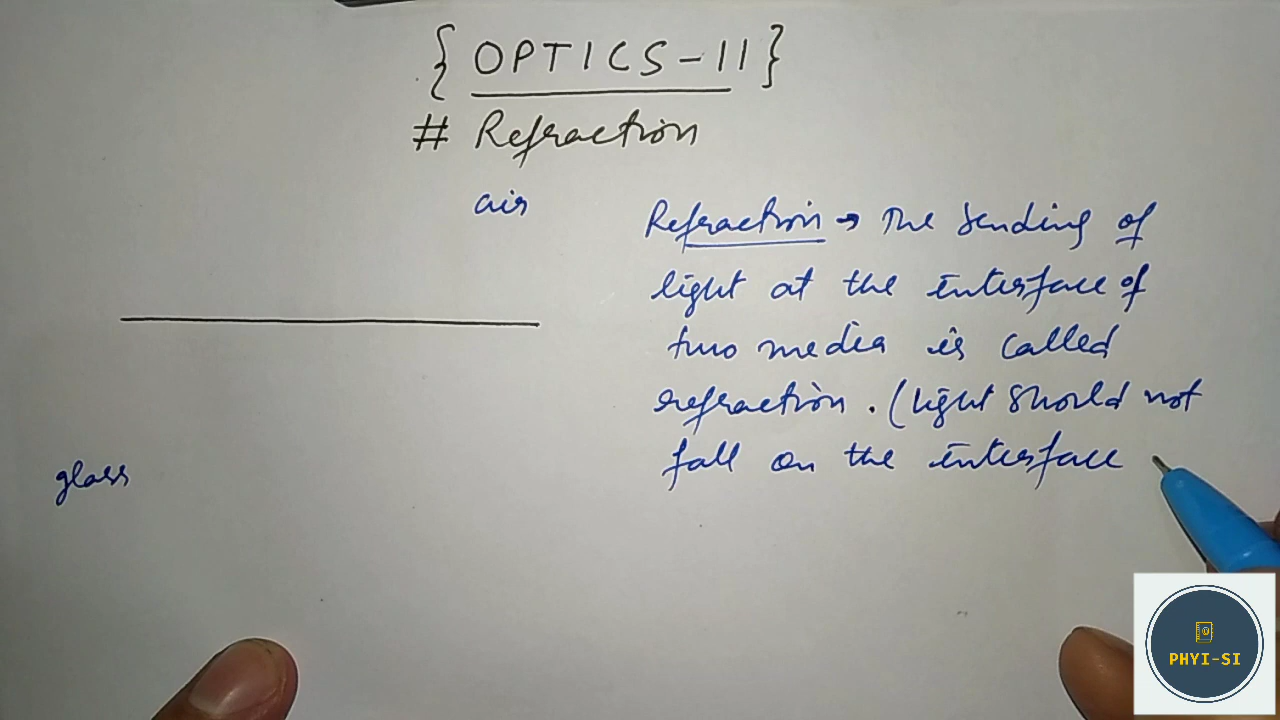 { OPTICS-II }
# Refraction
air
Refraction → The bending of
light at the interface of
two media is called
refraction. (light should not
fall on the interface
glass
PHYI-SI